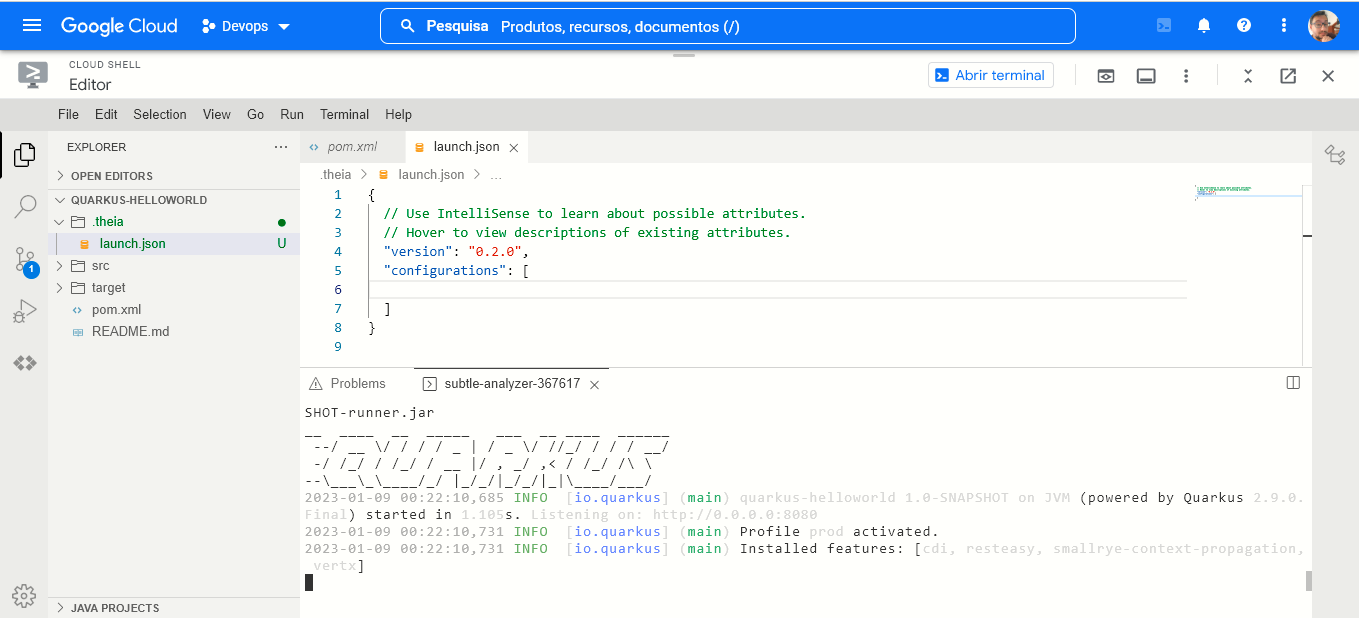 Google Cloud Devops Pesquisa Produtos, recursos, documentos (/)
CLOUD SHELL
Editor
Abrir terminal
File Edit Selection View Go Run Terminal Help
EXPLORER
OPEN EDITORS
QUARKUS-HELLOWORLD
.theia
launch.json U
1
src
target
pom.xml
README.md
JAVA PROJECTS
pom.xml launch.json
.theia > launch.json > ...
1 {
2 // Use IntelliSense to learn about possible attributes.
3 // Hover to view descriptions of existing attributes.
4 "version": "0.2.0",
5 "configurations": [
6
7 ]
8 }
9
Problems subtle-analyzer-367617
SHOT-runner.jar
__  ____  __  _____   ___  __ ____  ______
 --/ __ \/ / / / _ | / _ \/ //_/ / / / __/
 -/ /_/ / /_/ / __ |/ , _/ ,< / /_/ /\ \
--\___\_\____/_/ |_/_/|_/_/|_|\____/___/
2023-01-09 00:22:10,685 INFO  [io.quarkus] (main) quarkus-helloworld 1.0-SNAPSHOT on JVM (powered by Quarkus 2.9.0.
Final) started in 1.105s. Listening on: http://0.0.0.0:8080
2023-01-09 00:22:10,731 INFO  [io.quarkus] (main) Profile prod activated.
2023-01-09 00:22:10,731 INFO  [io.quarkus] (main) Installed features: [cdi, resteasy, smallrye-context-propagation,
 vertx]